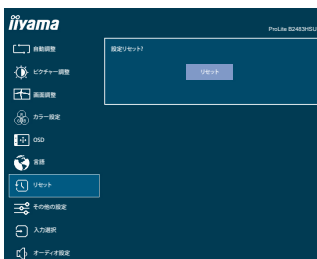 iiyama
ProLite B2483HSU
自動調整
設定リセット?
ピクチャー調整
リセット
画面調整
カラー設定
OSD
言語
リセット
その他の設定
入力選択
オーディオ設定